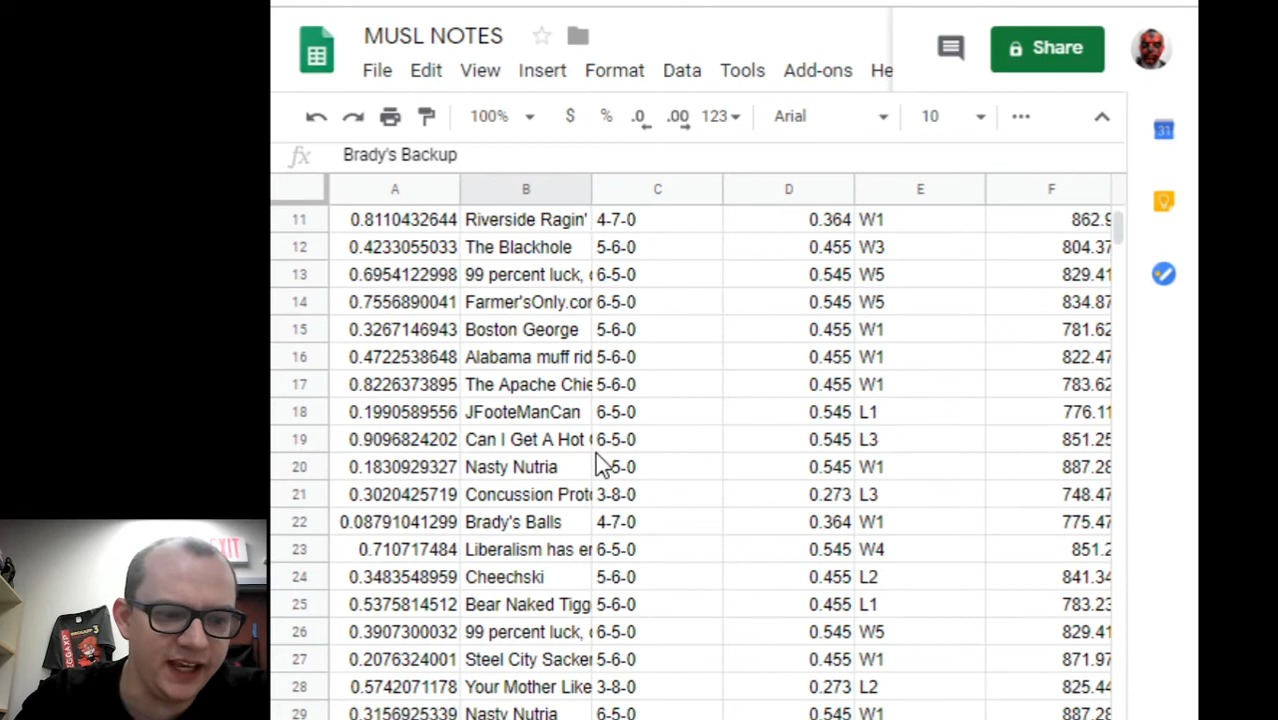 MUSL NOTES
Share
File Edit View Insert Format Data Tools Add-ons He
100% $ % .0 .00 123 Arial 10
31
fx Brady's Backup
A B C D E F
11 0.8110432644 Riverside Ragin' 4-7-0 0.364 W1 862.9
12 0.4233055033 The Blackhole 5-6-0 0.455 W3 804.37
13 0.6954122998 99 percent luck, 6-5-0 0.545 W5 829.41
14 0.7556890041 Farmer'sOnly.com 6-5-0 0.545 W5 834.87
15 0.3267146943 Boston George 5-6-0 0.455 W1 781.62
16 0.4722538648 Alabama muff rid 5-6-0 0.455 W1 822.47
17 0.8226373895 The Apache Chie 5-6-0 0.455 W1 783.62
18 0.1990589556 JFooteManCan 6-5-0 0.545 L1 776.11
19 0.9096824202 Can I Get A Hot 6-5-0 0.545 L3 851.25
20 0.1830929327 Nasty Nutria 5-0 0.545 W1 887.28
21 0.3020425719 Concussion Proto 3-8-0 0.273 L3 748.47
22 0.08791041299 Brady's Balls 4-7-0 0.364 W1 775.47
23 0.710717484 Liberalism has er 6-5-0 0.545 W4 851.2
24 0.3483548959 Cheechski 5-6-0 0.455 L2 841.34
25 0.5375814512 Bear Naked Tigg 5-6-0 0.455 L1 783.23
26 0.3907300032 99 percent luck, 6-5-0 0.545 W5 829.41
27 0.2076324001 Steel City Sacker 5-6-0 0.455 W1 871.97
28 0.5742071178 Your Mother Like 3-8-0 0.273 L2 825.44
29 0.3156925339 Nasty Nutria 6-5-0 0.545 W1 887.28
EXIT
3